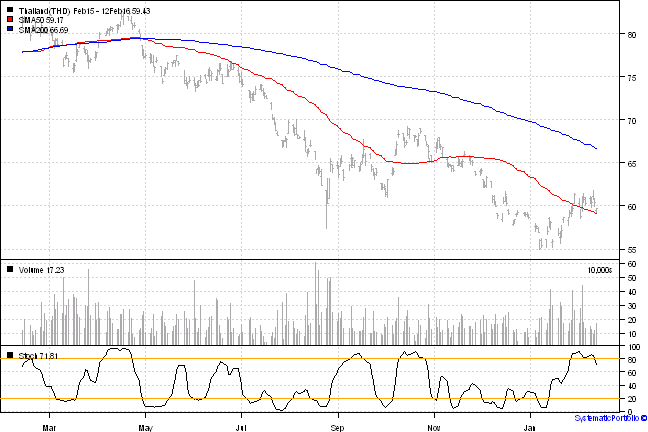 Thailand(THD) Feb15 - 12Feb16 59.43
SMA50 59.17
SMA200 66.69
80
75
70
65
60
55
Volume 17.23
10,000s
60
50
40
30
20
10
Stoch 71.81
100
80
60
40
20
0
Mar May Jul Sep Nov Jan
SystematicPortfolio ©